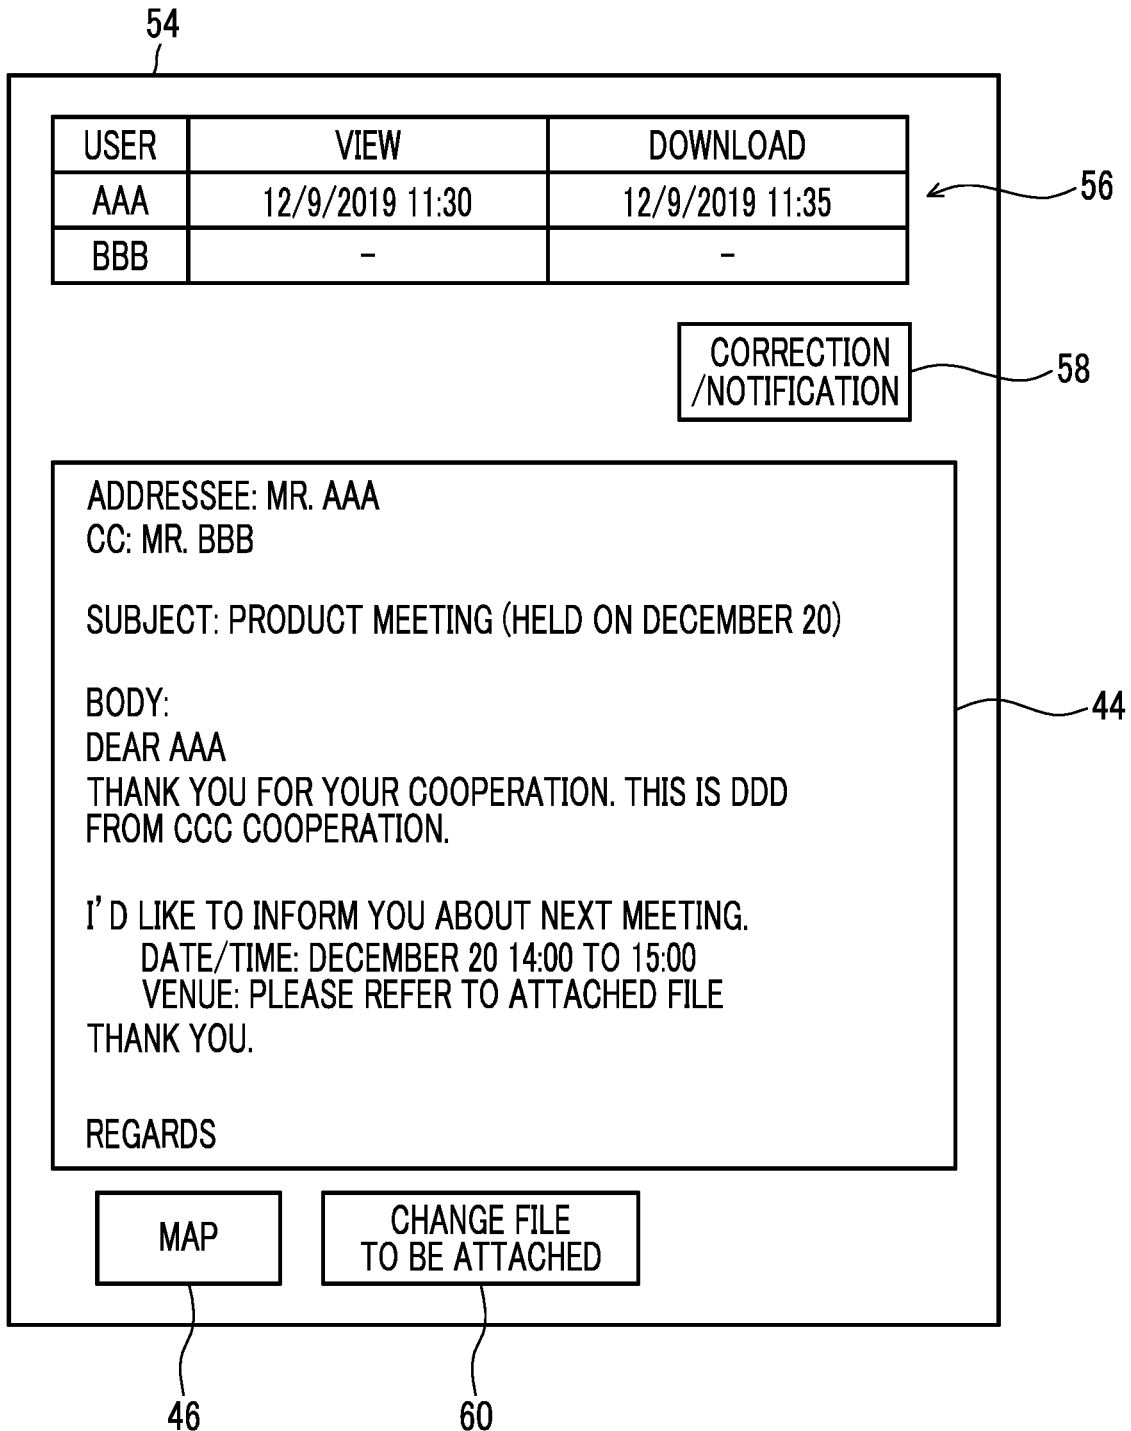 54
USER VIEW DOWNLOAD
AAA 12/9/2019 11:30 12/9/2019 11:35
56
BBB – –
CORRECTION
/NOTIFICATION
58
ADDRESSEE: MR. AAA
CC: MR. BBB
SUBJECT: PRODUCT MEETING (HELD ON DECEMBER 20)
BODY:
44
DEAR AAA
THANK YOU FOR YOUR COOPERATION. THIS IS DDD
FROM CCC COOPERATION.
I'D LIKE TO INFORM YOU ABOUT NEXT MEETING.
DATE/TIME: DECEMBER 20 14:00 TO 15:00
VENUE: PLEASE REFER TO ATTACHED FILE
THANK YOU.
REGARDS
MAP
CHANGE FILE
TO BE ATTACHED
46
60